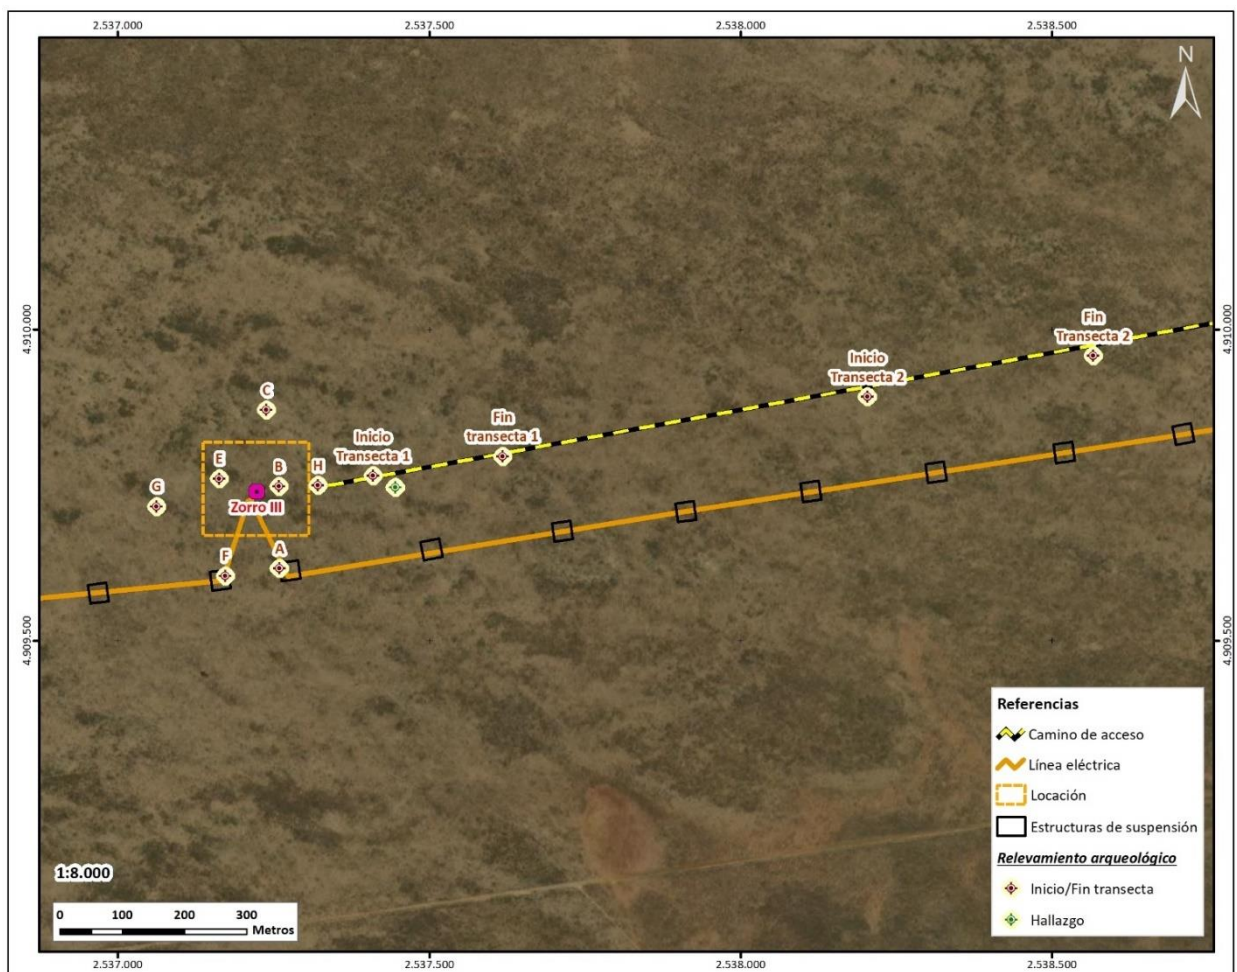 2.537.000
2.537.500
2.538.000
2.538.500
N
4.910.000
4.910.000
Fin
Transecta 2
Inicio
Transecta 2
C
Fin
transecta 1
Inicio
Transecta 1
E
B
H
G
Zorro III
F
A
4.909.500
4.909.500
Referencias
Camino de acceso
Línea eléctrica
Locación
Estructuras de suspensión
Relevamiento arqueológico
Inicio/Fin transecta
Hallazgo
1:8.000
0 100 200 300
Metros
2.537.000
2.537.500
2.538.000
2.538.500